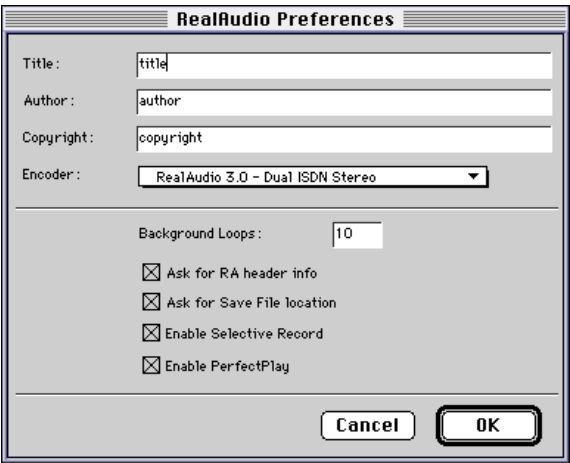 RealAudio Preferences
Title: title
Author: author
Copyright: copyright
Encoder: RealAudio 3.0 - Dual ISDN Stereo
Background Loops: 10
Ask for RA header info
Ask for Save File location
Enable Selective Record
Enable PerfectPlay
Cancel OK